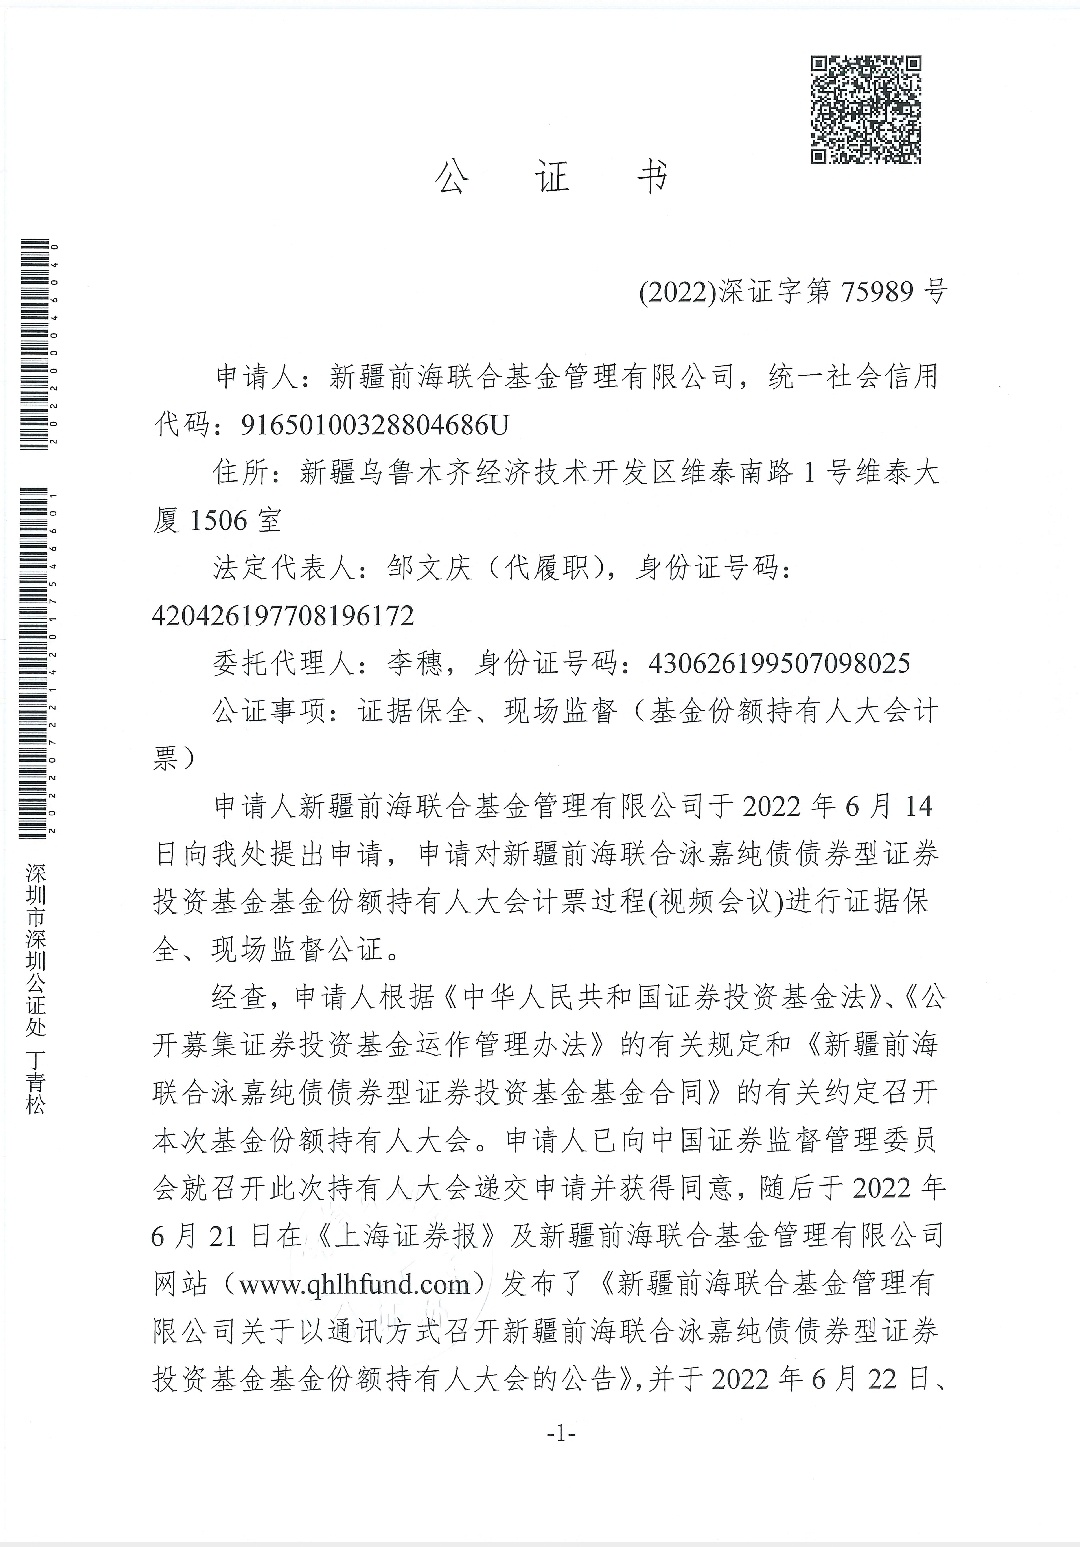 公 证 书
(2022)深证字第 75989 号
申请人：新疆前海联合基金管理有限公司，统一社会信用
代码：91650100328804686U
住所：新疆乌鲁木齐经济技术开发区维泰南路 1 号维泰大
厦 1506 室
法定代表人：邹文庆（代履职），身份证号码：
420426197708196172
委托代理人：李穗，身份证号码：430626199507098025
公证事项：证据保全、现场监督（基金份额持有人大会计
票）
申请人新疆前海联合基金管理有限公司于 2022 年 6 月 14
日向我处提出申请，申请对新疆前海联合泳嘉纯债债券型证券
投资基金基金份额持有人大会计票过程(视频会议)进行证据保
全、现场监督公证。
经查，申请人根据《中华人民共和国证券投资基金法》、《公
开募集证券投资基金运作管理办法》的有关规定和《新疆前海
联合泳嘉纯债债券型证券投资基金基金合同》的有关约定召开
本次基金份额持有人大会。申请人已向中国证券监督管理委员
会就召开此次持有人大会递交申请并获得同意，随后于 2022 年
6 月 21 日在《上海证券报》及新疆前海联合基金管理有限公司
网站（www.qhlhfund.com）发布了《新疆前海联合基金管理有
限公司关于以通讯方式召开新疆前海联合泳嘉纯债债券型证券
投资基金基金份额持有人大会的公告》，并于 2022 年 6 月 22 日、
-1-
深圳市深圳公证处 丁青松